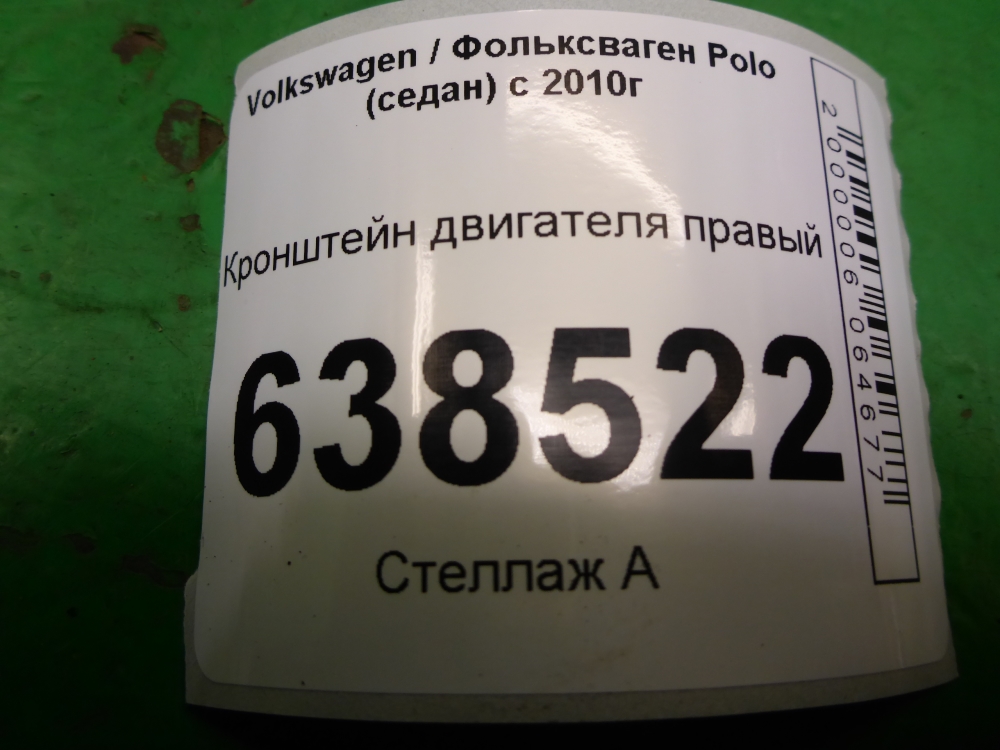 Volkswagen / Фольксваген Polo
(седан) с 2010г
Кронштейн двигателя правый
638522
Стеллаж А
2000006064677